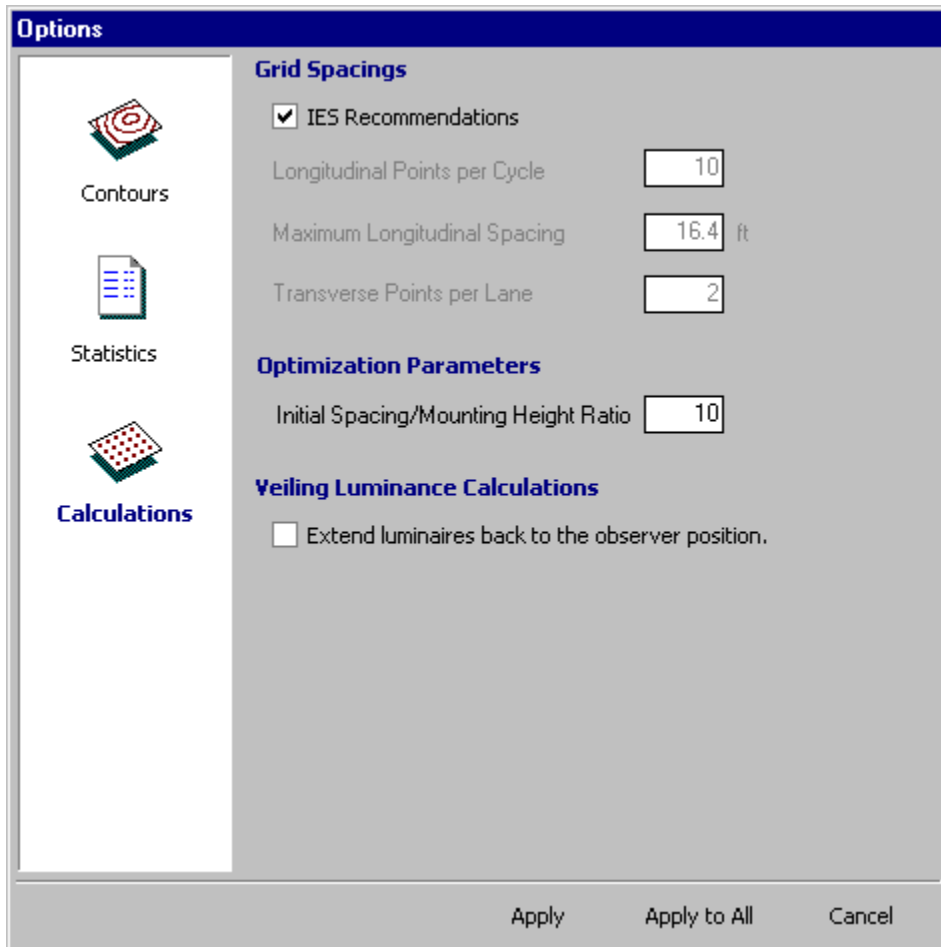 Options
Contours
Statistics
Calculations
Grid Spacings
IES Recommendations
Longitudinal Points per Cycle 10
Maximum Longitudinal Spacing 16.4 ft
Transverse Points per Lane 2
Optimization Parameters
Initial Spacing/Mounting Height Ratio 10
Veiling Luminance Calculations
Extend luminaires back to the observer position.
Apply Apply to All Cancel